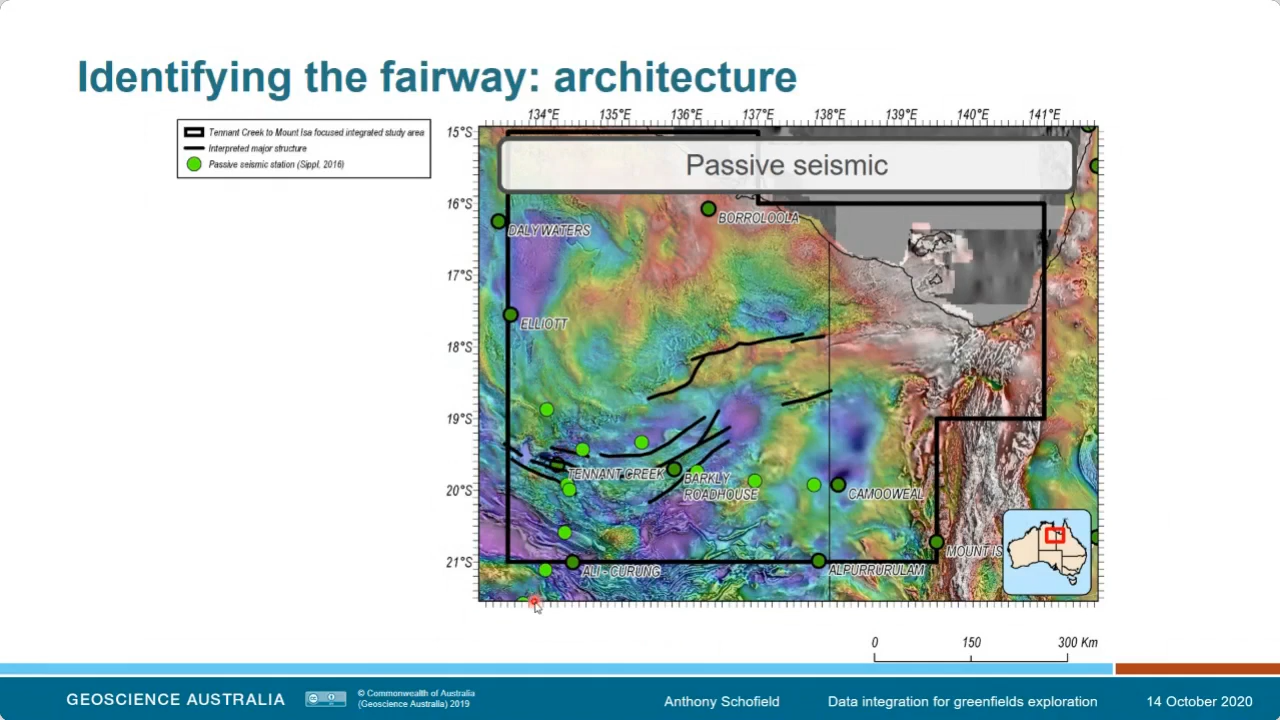 Identifying the fairway: architecture
Tennant Creek to Mount Isa focused integrated study area
Interpreted major structure
Passive seismic station (Sippl, 2016)
134°E 135°E 136°E 137°E 138°E 139°E 140°E 141°E
15°S
Passive seismic
16°S
BORROLOOLA
DALY WATERS
17°S
ELLIOTT
18°S
19°S
TENNANT CREEK
BARKLY
ROADHOUSE
20°S
CAMOOWEAL
MOUNT IS
21°S
ALI - CURUNG
ALPURRURULAM
0 150 300 Km
GEOSCIENCE AUSTRALIA
© Commonwealth of Australia
(Geoscience Australia) 2019
Anthony Schofield
Data integration for greenfields exploration
14 October 2020